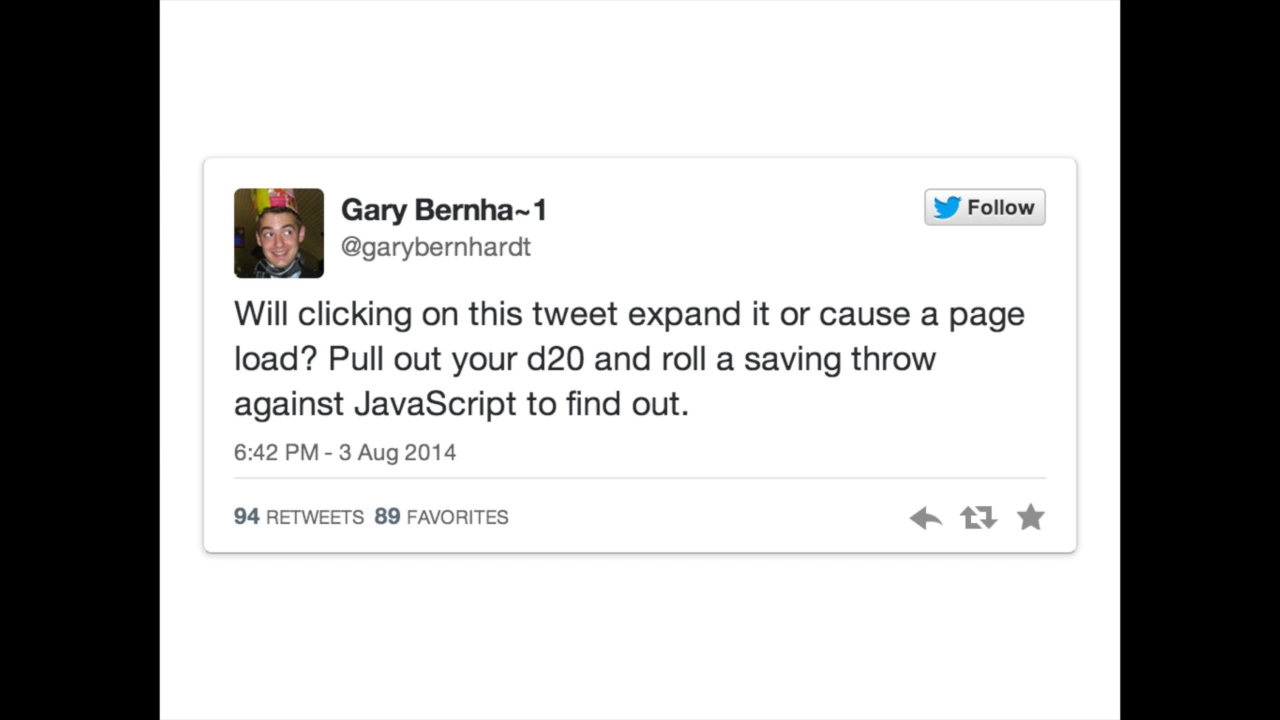 Gary Bernha~1
@garybernhardt
Follow
Will clicking on this tweet expand it or cause a page
load? Pull out your d20 and roll a saving throw
against JavaScript to find out.
6:42 PM - 3 Aug 2014
94 RETWEETS 89 FAVORITES